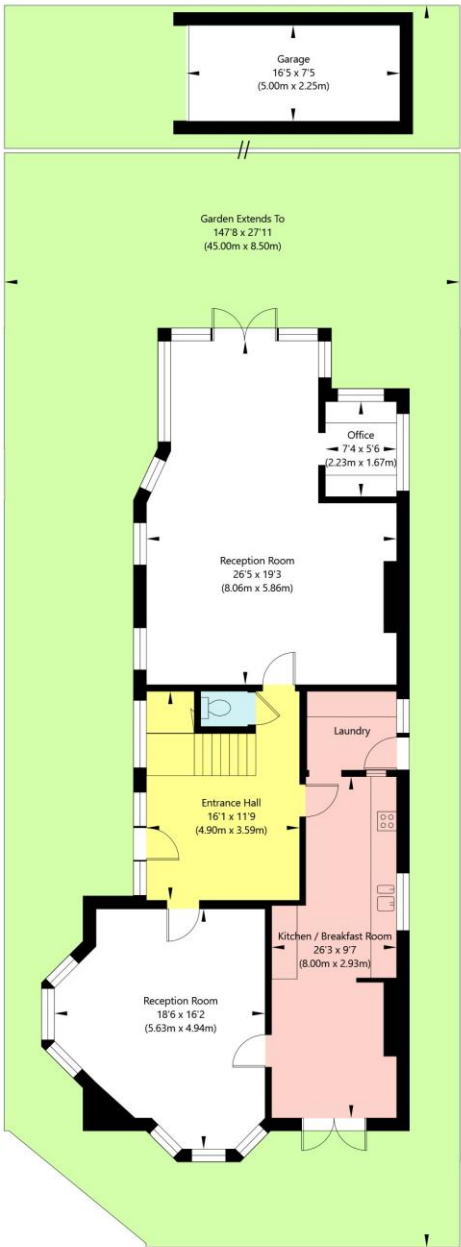 Garage
16'5 x 7'5
(5.00m x 2.25m)
//
Garden Extends To
147'8 x 27'11
(45.00m x 8.50m)
Office
7'4 x 5'6
(2.23m x 1.67m)
Reception Room
26'5 x 19'3
(8.06m x 5.86m)
Laundry
Entrance Hall
16'1 x 11'9
(4.90m x 3.59m)
Kitchen / Breakfast Room
26'3 x 9'7
(8.00m x 2.93m)
Reception Room
18'6 x 16'2
(5.63m x 4.94m)